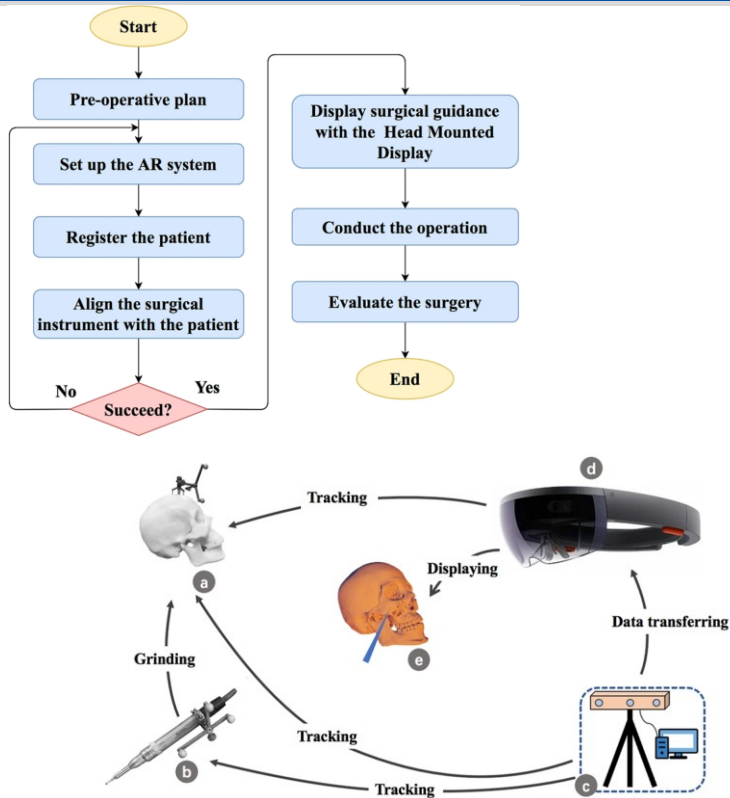 Start
Pre-operative plan
Set up the AR system
Register the patient
Align the surgical
instrument with the patient
No
Yes
Succeed?
Display surgical guidance
with the Head Mounted
Display
Conduct the operation
Evaluate the surgery
End
d
Tracking
a
Displaying
e
Data transferring
Grinding
Tracking
b
Tracking
c